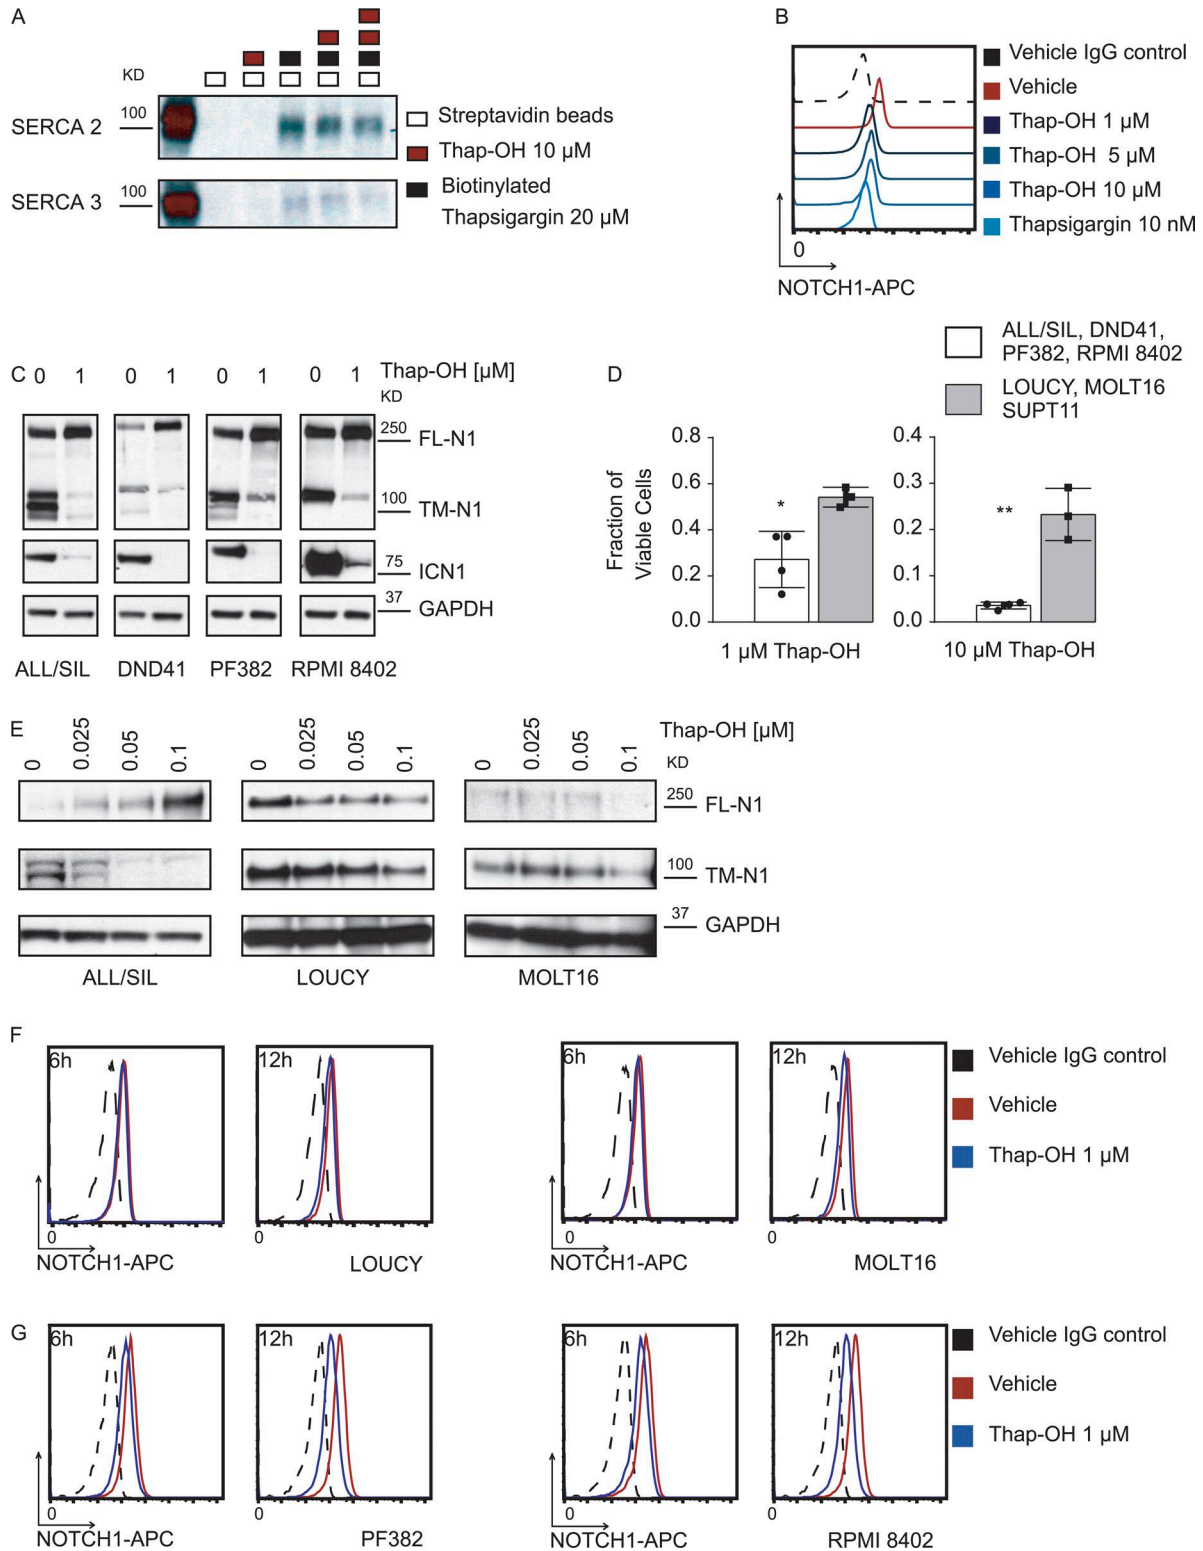 A
KD
SERCA 2
100
SERCA 3
100
Streptavidin beads
Thap-OH 10 µM
Biotinylated
Thapsigargin 20 µM
B
0
NOTCH1-APC
Vehicle IgG control
Vehicle
Thap-OH 1 µM
Thap-OH 5 µM
Thap-OH 10 µM
Thapsigargin 10 nM
C
0 1 0 1 0 1 0 1 Thap-OH [µM]
KD
250 FL-N1
100 TM-N1
75 ICN1
37 GAPDH
ALL/SIL DND41 PF382 RPMI 8402
D
ALL/SIL, DND41,
PF382, RPMI 8402
LOUCY, MOLT16
SUPT11
Fraction of
Viable Cells
0.8
0.6
0.4
0.2
0.0
*
1 µM Thap-OH
0.4
0.3
0.2
0.1
0.0
**
10 µM Thap-OH
E
0 0.025 0.05 0.1 0 0.025 0.05 0.1 0 0.025 0.05 0.1 Thap-OH [µM]
KD
250 FL-N1
100 TM-N1
37 GAPDH
ALL/SIL LOUCY MOLT16
F
6h 12h 6h 12h
0 0 0 0
NOTCH1-APC LOUCY NOTCH1-APC MOLT16
Vehicle IgG control
Vehicle
Thap-OH 1 µM
G
6h 12h 6h 12h
0 0 0 0
NOTCH1-APC PF382 NOTCH1-APC RPMI 8402
Vehicle IgG control
Vehicle
Thap-OH 1 µM